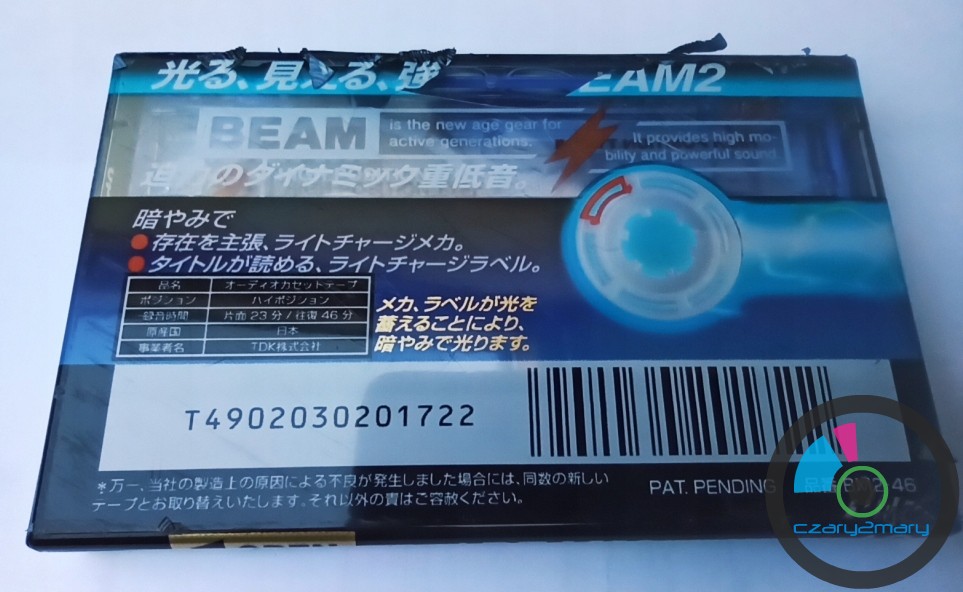 光る、見える、強
EAM2
BEAM
is the new age gear for
active generations.
It provides high mo-
bility and powerful sound
のダイナミック重低音。
暗やみで
●存在を主張、ライトチャージメカ。
●タイトルが読める、ライトチャージラベル。
品名 オーディオカセットテープ
ポジション ハイポジション
録音時間 片面 23 分 / 往復 46 分
原産国 日本
事業者名 TDK株式会社
メカ、ラベルが光を
蓄えることにより、
暗やみで光ります。
T4902030201722
*万一、当社の製造上の原因による不良が発生しました場合には、同数の新しい
テープとお取り替えいたします。それ以外の責はご容赦ください。
PAT. PENDING
46
czary2mary
OPEN